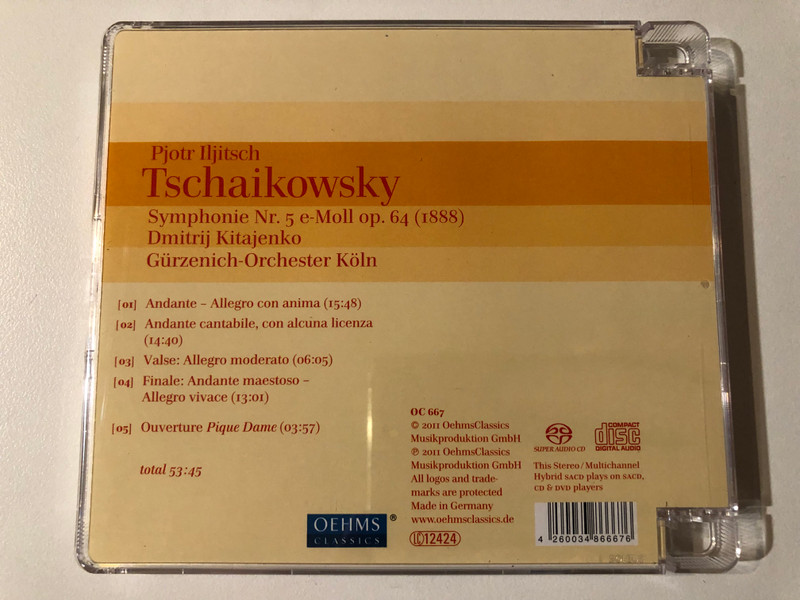 Pjotr Iljitsch
Tschaikowsky
Symphonie Nr. 5 e-Moll op. 64 (1888)
Dmitrij Kitajenko
Gürzenich-Orchester Köln
[01] Andante – Allegro con anima (15:48)
[02] Andante cantabile, con alcuna licenza
(14:40)
[03] Valse: Allegro moderato (06:05)
[04] Finale: Andante maestoso –
Allegro vivace (13:01)
[05] Ouverture Pique Dame (03:57)
total 53:45
OEHMS ®
CLASSICS
OC 667
© 2011 OehmsClassics
Musikproduktion GmbH
℗ 2011 OehmsClassics
Musikproduktion GmbH
All logos and trade-
marks are protected
Made in Germany
www.oehmsclassics.de
LC 12424
SUPER AUDIO CD
COMPACT
disc
DIGITAL AUDIO
This Stereo / Multichannel
Hybrid SACD plays on SACD,
CD & DVD players
4 260034 866676